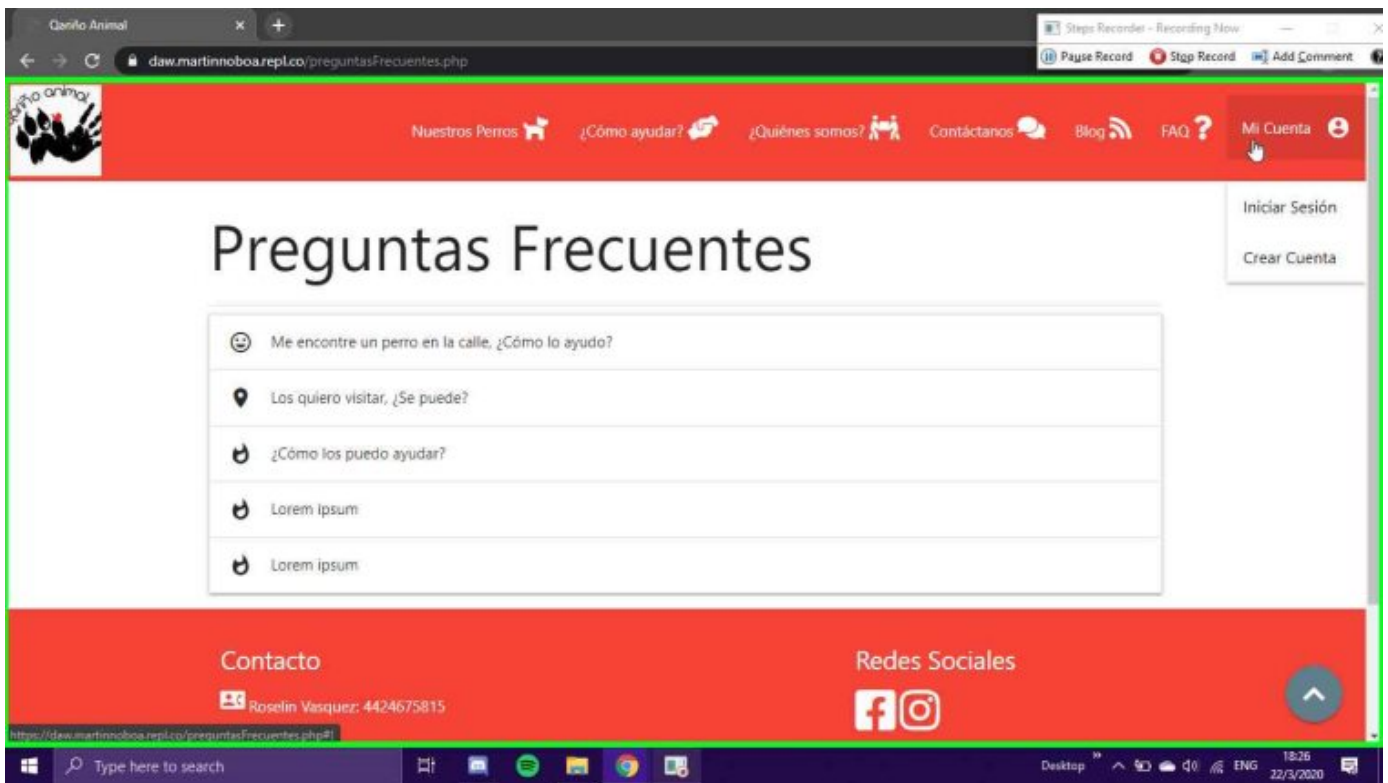 Qariño Animal
Steps Recorder - Recording Now
daw.martinnoboa.repl.co/preguntasFrecuentes.php
Pause Record Stop Record Add Comment
qariño animal
Nuestros Perros ¿Cómo ayudar? ¿Quiénes somos? Contáctanos Blog FAQ ? Mi Cuenta
Iniciar Sesión
Crear Cuenta
Preguntas Frecuentes
Me encontre un perro en la calle, ¿Cómo lo ayudo?
Los quiero visitar, ¿Se puede?
¿Cómo los puedo ayudar?
Lorem ipsum
Lorem ipsum
Contacto
Redes Sociales
Roselin Vasquez: 4424675815
https://daw.martinnoboa.repl.co/preguntasFrecuentes.php#!
Type here to search
Desktop
ENG
18:26
22/3/2020